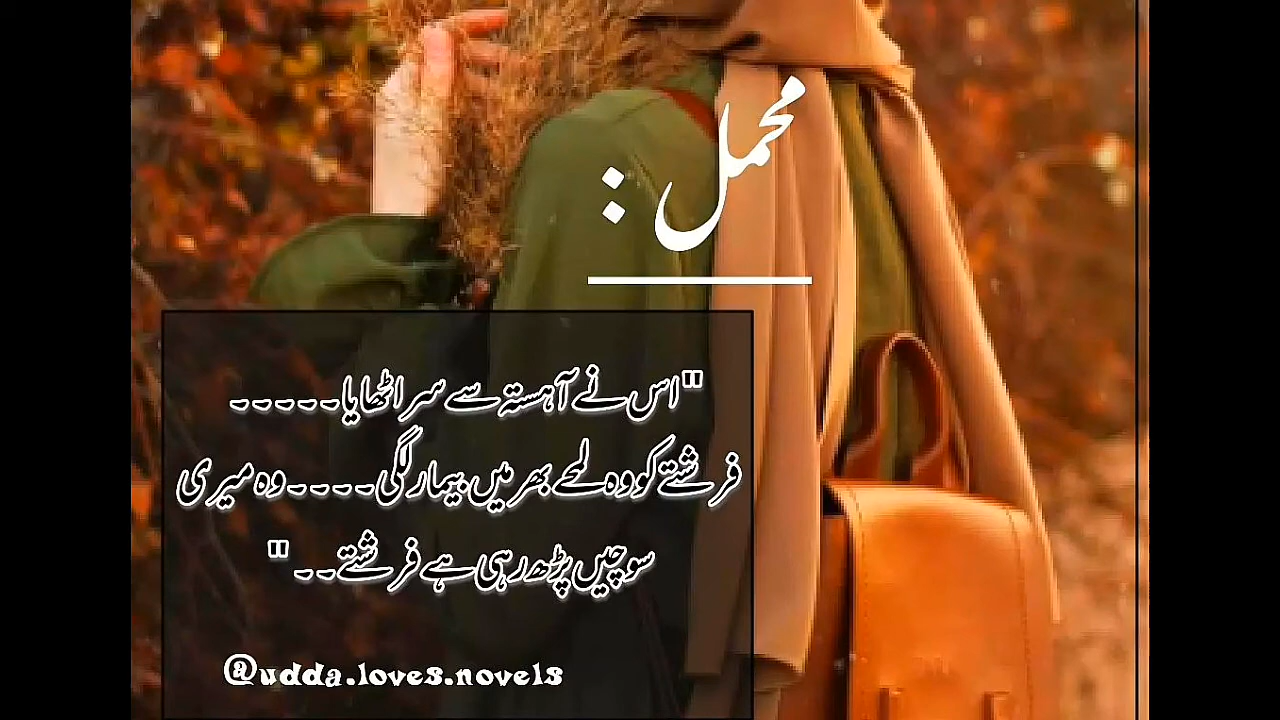 محمل :
"اس نے آہستہ سے سر اٹھایا۔۔۔۔۔
فرشتے کو وہ لمحے بھر میں بیمار لگی۔۔۔۔وہ میری
سوچیں پڑھ رہی ہے فرشتے۔۔"
@udda.loves.novels